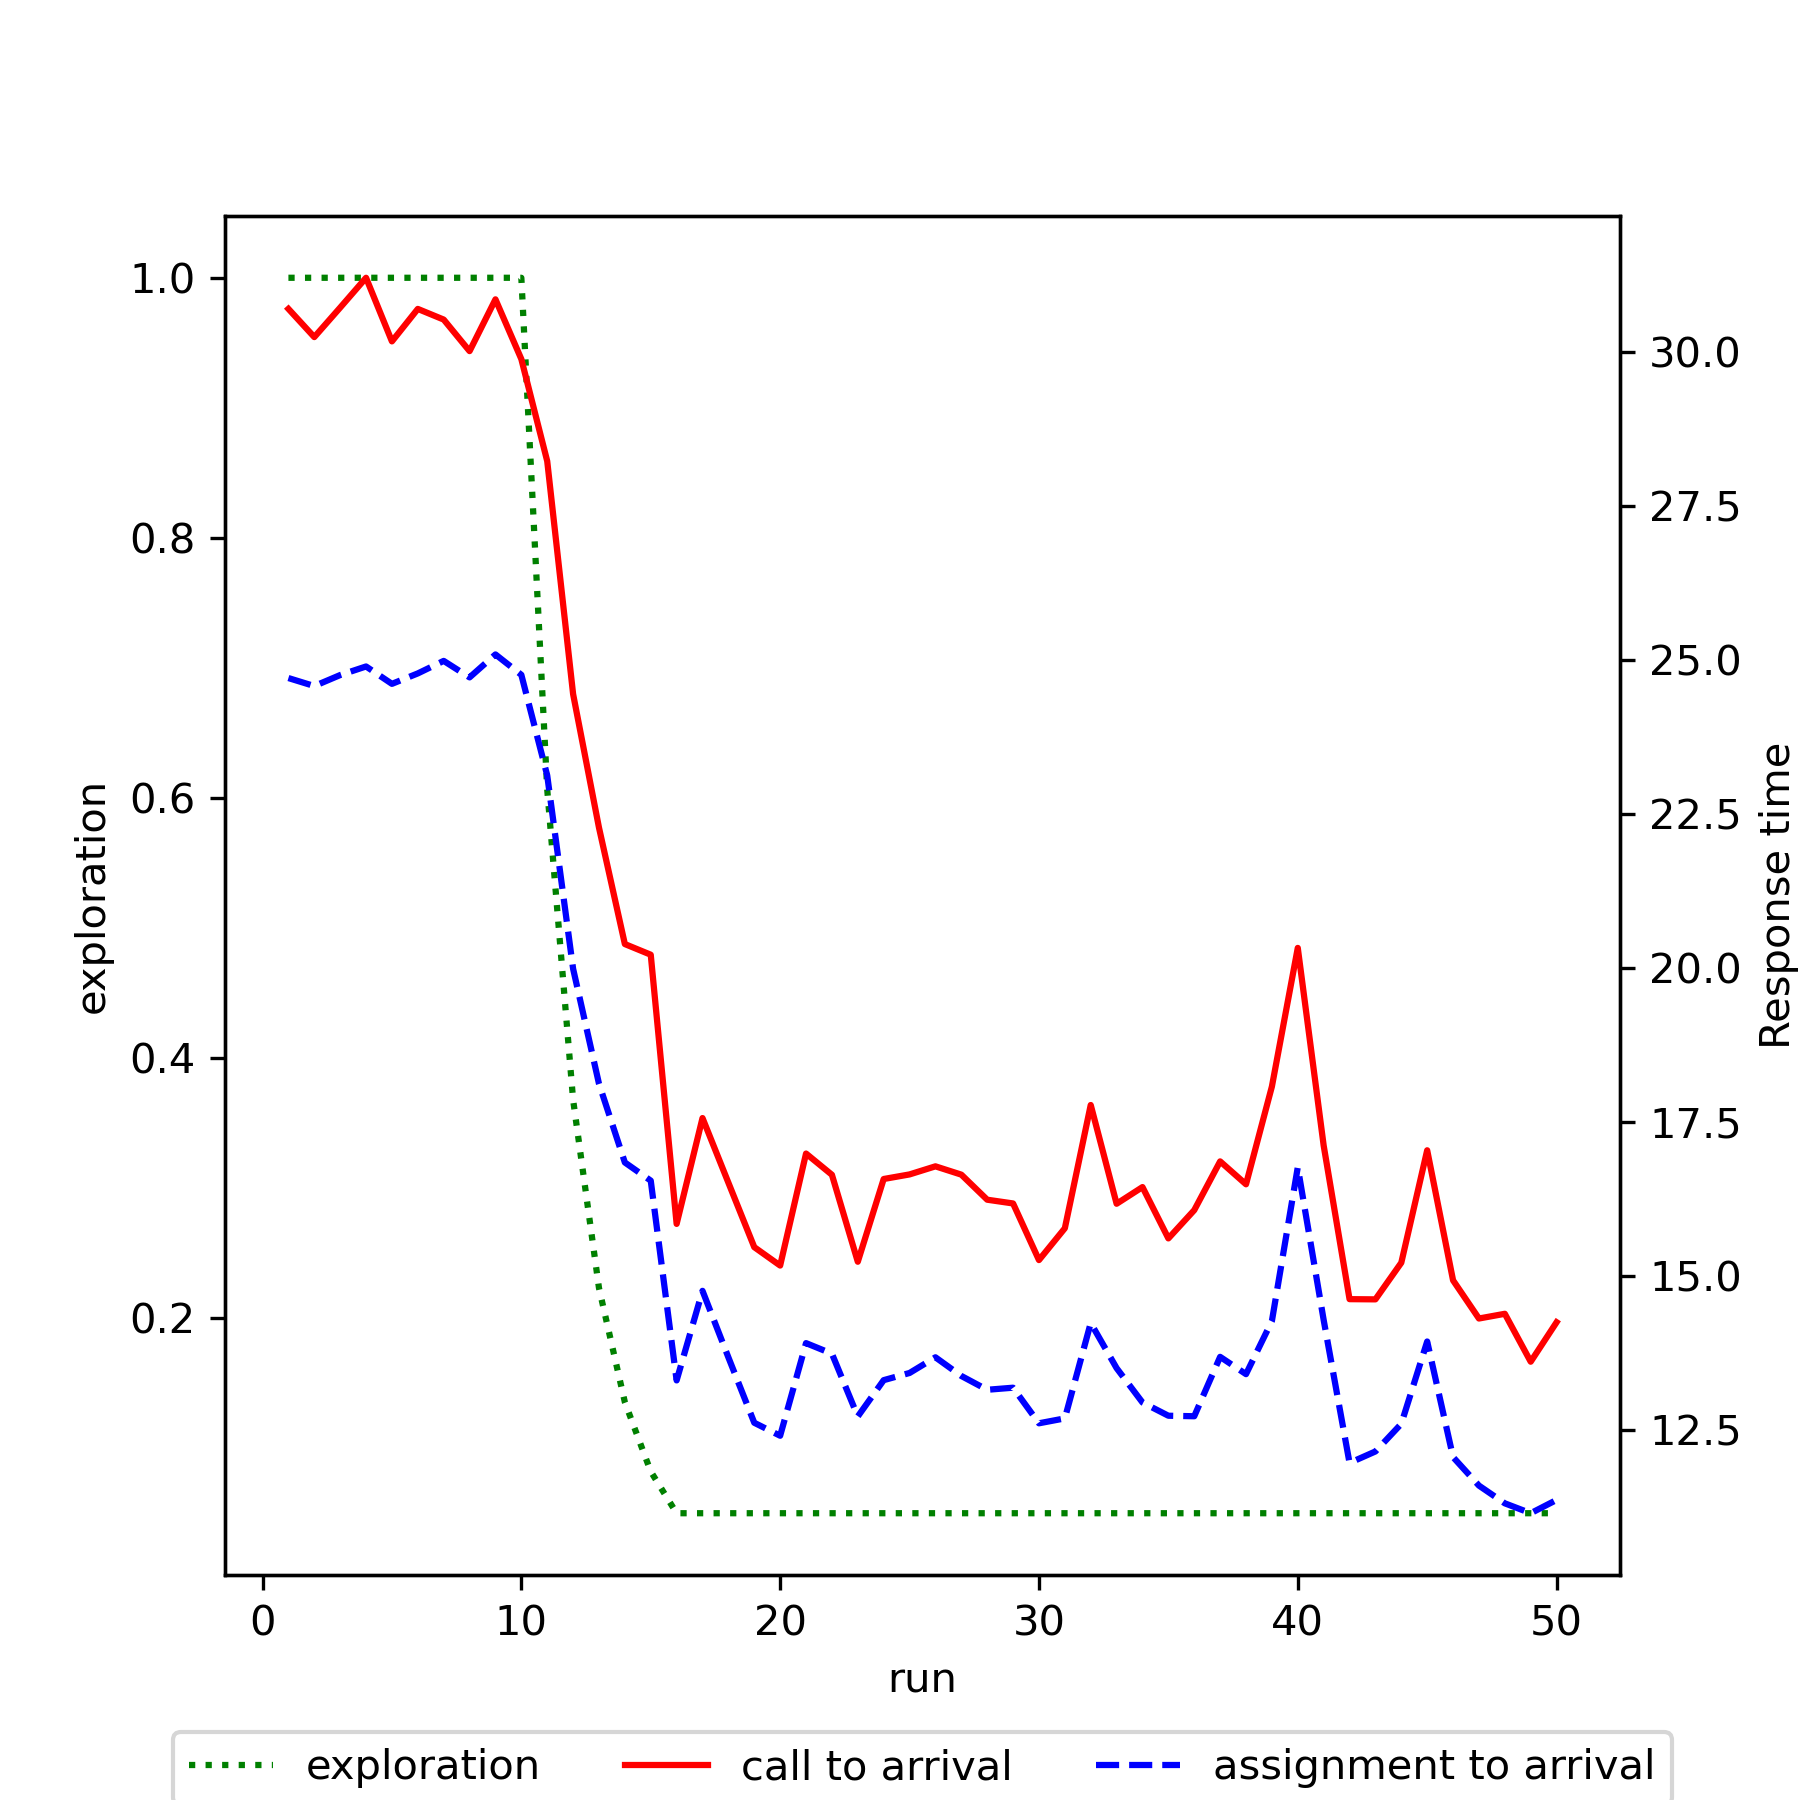 1.0
0.8
0.6
0.4
0.2
exploration
30.0
27.5
25.0
22.5
20.0
17.5
15.0
12.5
Response time
0 10 20 30 40 50
run
exploration call to arrival assignment to arrival